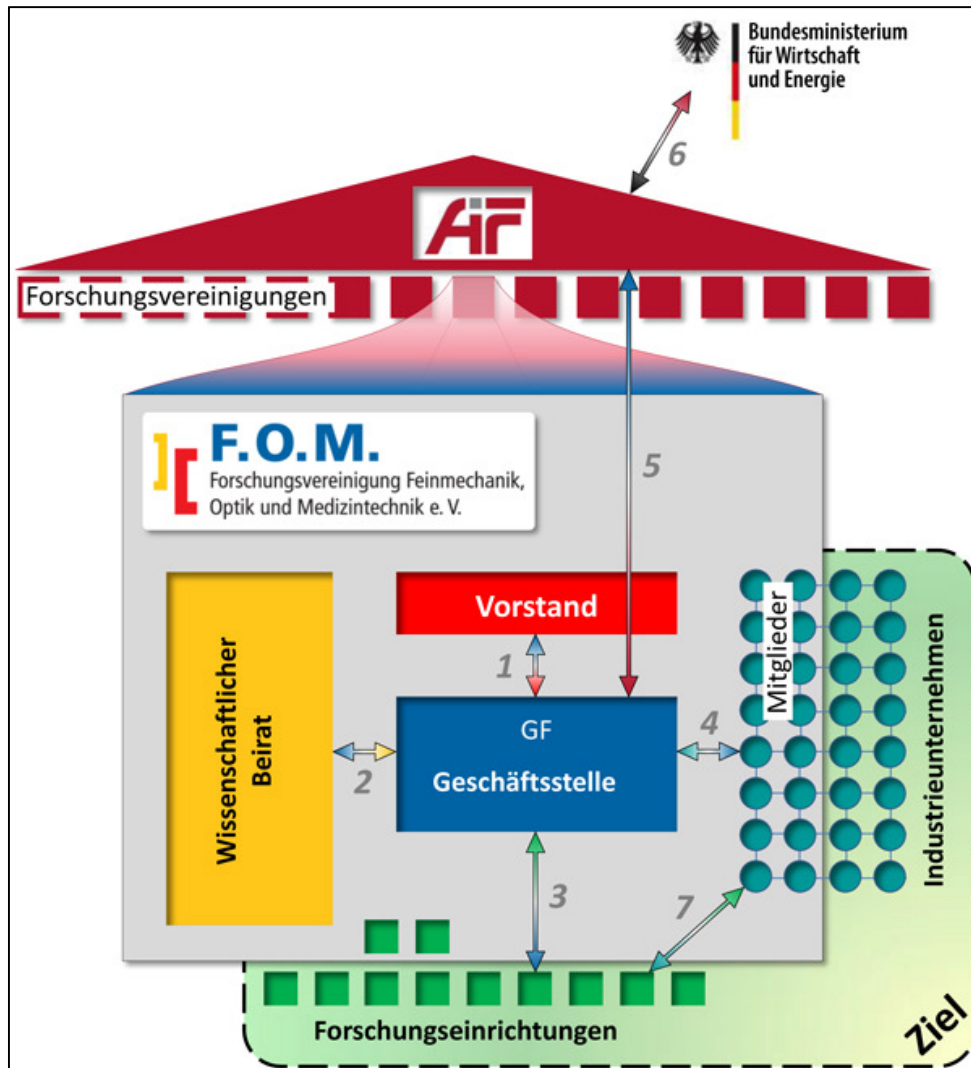 Bundesministerium
für Wirtschaft
und Energie
6
AiF
Forschungsvereinigungen
F.O.M.
Forschungsvereinigung Feinmechanik,
Optik und Medizintechnik e. V.
5
Wissenschaftlicher
Beirat
Vorstand
1
2
GF
Geschäftsstelle
4
Mitglieder
Industrieunternehmen
3
7
Forschungseinrichtungen
Ziel